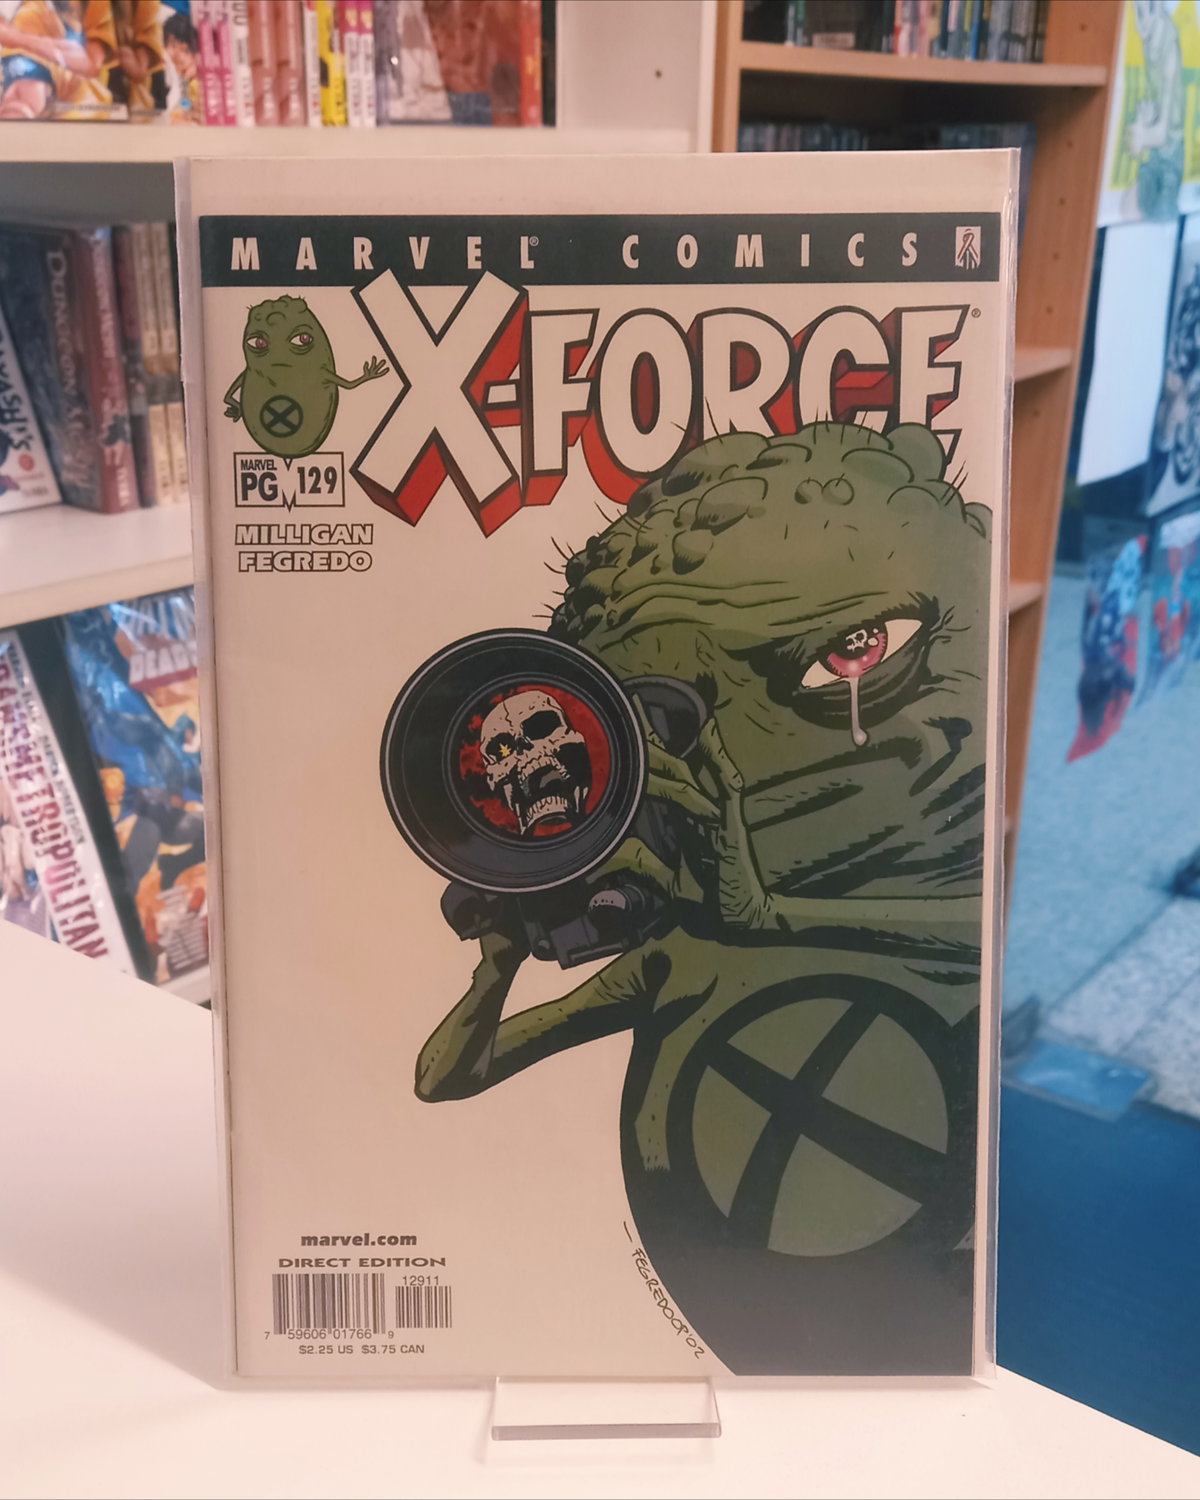 MARVEL® COMICS
X-FORCE®
MARVEL
PG 129
MILLIGAN
FEGREDO
marvel.com
DIRECT EDITION
12911
7 59606 01766 9
$2.25 US $3.75 CAN
METROPOLITAN